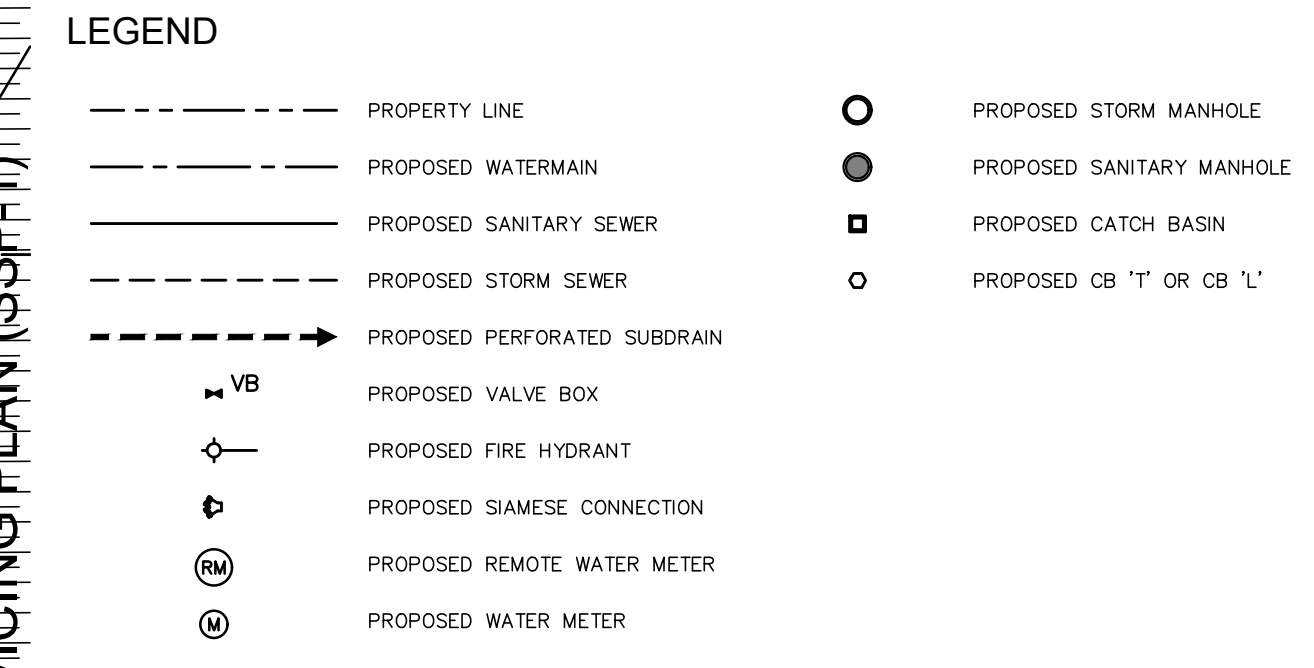 LEGEND
PROPERTY LINE
PROPOSED WATERMAIN
PROPOSED SANITARY SEWER
PROPOSED STORM SEWER
PROPOSED PERFORATED SUBDRAIN
VB PROPOSED VALVE BOX
PROPOSED FIRE HYDRANT
PROPOSED SIAMESE CONNECTION
RM PROPOSED REMOTE WATER METER
M PROPOSED WATER METER
PROPOSED STORM MANHOLE
PROPOSED SANITARY MANHOLE
PROPOSED CATCH BASIN
PROPOSED CB 'T' OR CB 'L'
PLAN